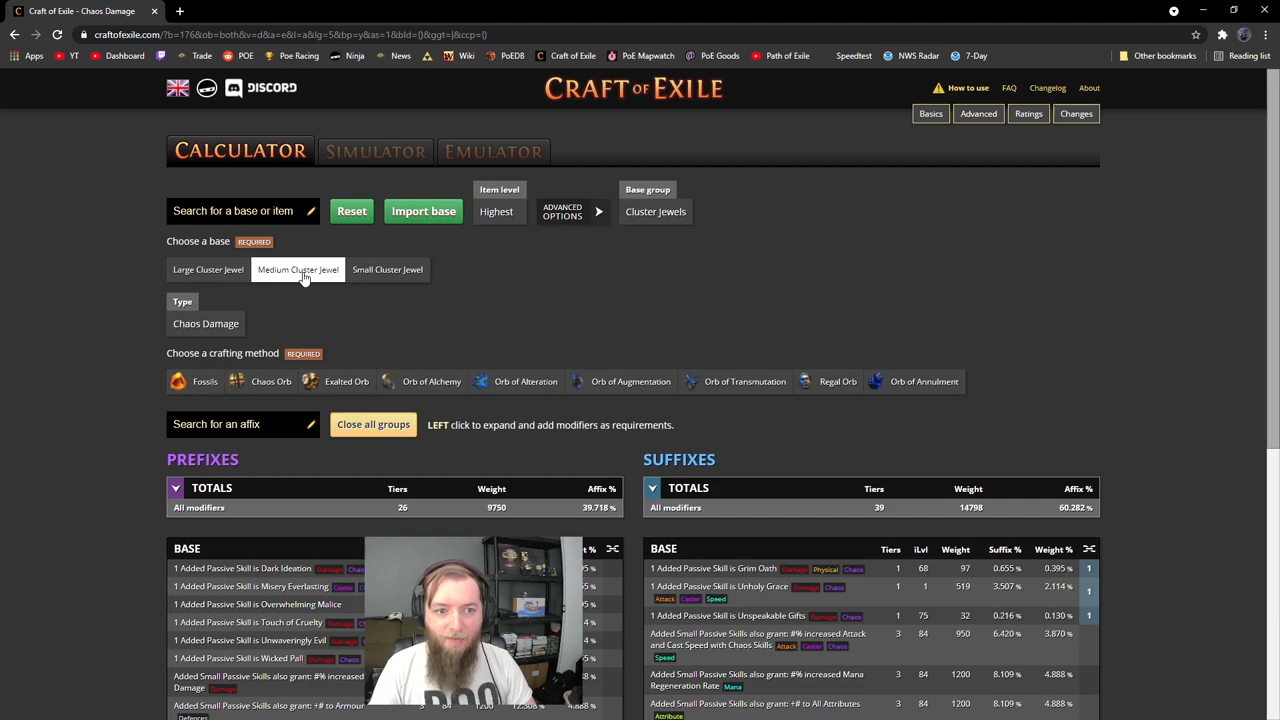 Craft of Exile - Chaos Damage
craftofexile.com/?b=176&ob=both&v=d&a=e&l=a&lg=5&bp=y&as=1&bld={}&ggt=|&ccp={}
Apps YT Dashboard Trade POE Poe Racing Ninja News Wiki PoEDB Craft of Exile PoE Mapwatch PoE Goods Path of Exile Speedtest NWS Radar 7-Day Other bookmarks Reading list
DISCORD CRAFT OF EXILE How to use FAQ Changelog About
Basics Advanced Ratings Changes
CALCULATOR SIMULATOR EMULATOR
Item level Base group
Search for a base or item Reset Import base Highest ADVANCED OPTIONS Cluster Jewels
Choose a base REQUIRED
Large Cluster Jewel Medium Cluster Jewel Small Cluster Jewel
Type
Chaos Damage
Choose a crafting method REQUIRED
Fossils Chaos Orb Exalted Orb Orb of Alchemy Orb of Alteration Orb of Augmentation Orb of Transmutation Regal Orb Orb of Annulment
Search for an affix Close all groups LEFT click to expand and add modifiers as requirements.
PREFIXES
TOTALS Tiers Weight Affix %
All modifiers 26 9750 39.718 %
BASE
1 Added Passive Skill is Dark Ideation Damage
1 Added Passive Skill is Misery Everlasting Caster
1 Added Passive Skill is Overwhelming Malice
1 Added Passive Skill is Touch of Cruelty
1 Added Passive Skill is Unwaveringly Evil
1 Added Passive Skill is Wicked Pall Damage Chaos
Added Small Passive Skills also grant: #% increased
Damage Damage
Added Small Passive Skills also grant: +# to Armour
Defences
SUFFIXES
TOTALS Tiers Weight Affix %
All modifiers 39 14798 60.282 %
BASE Tiers iLvl Weight Suffix % Weight %
1 Added Passive Skill is Grim Oath Damage Physical Chaos 1 68 97 0.655 % 0.395 % 1
1 Added Passive Skill is Unholy Grace Damage Chaos 1 1 519 3.507 % 2.114 % 1
Attack Caster Speed
1 Added Passive Skill is Unspeakable Gifts Damage Chaos 1 75 32 0.216 % 0.130 % 1
Added Small Passive Skills also grant: #% increased Attack 3 84 950 6.420 % 3.870 %
and Cast Speed with Chaos Skills Attack Caster Chaos
Speed
Added Small Passive Skills also grant: #% increased Mana 3 84 1200 8.109 % 4.888 %
Regeneration Rate Mana
Added Small Passive Skills also grant: +# to All Attributes 3 84 1200 8.109 % 4.888 %
Attribute